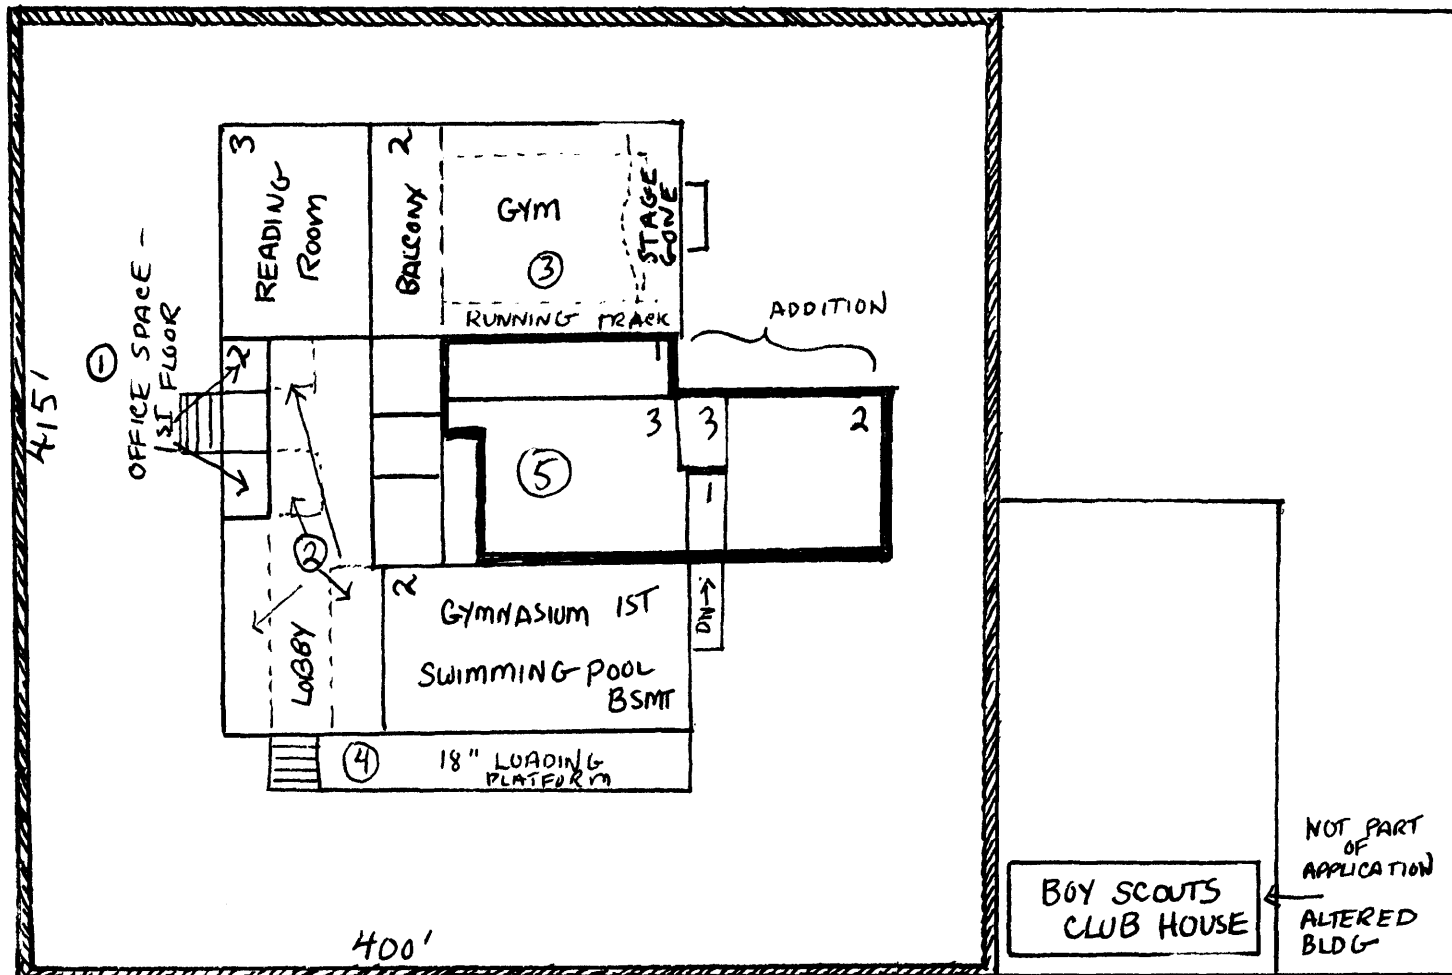 3
READING
ROOM
2
BALCONY
GYM
③
STAGE
GONE
RUNNING TRACK
ADDITION
①
OFFICE SPACE -
1ST FLOOR
2
1
415'
3
3
2
⑤
1
②
LOBBY
2
GYMNASIUM 1ST
SWIMMING POOL
BSMT
DN→
④
18" LOADING
PLATFORM
400'
BOY SCOUTS
CLUB HOUSE
NOT PART
OF
APPLICATION
ALTERED
BLDG